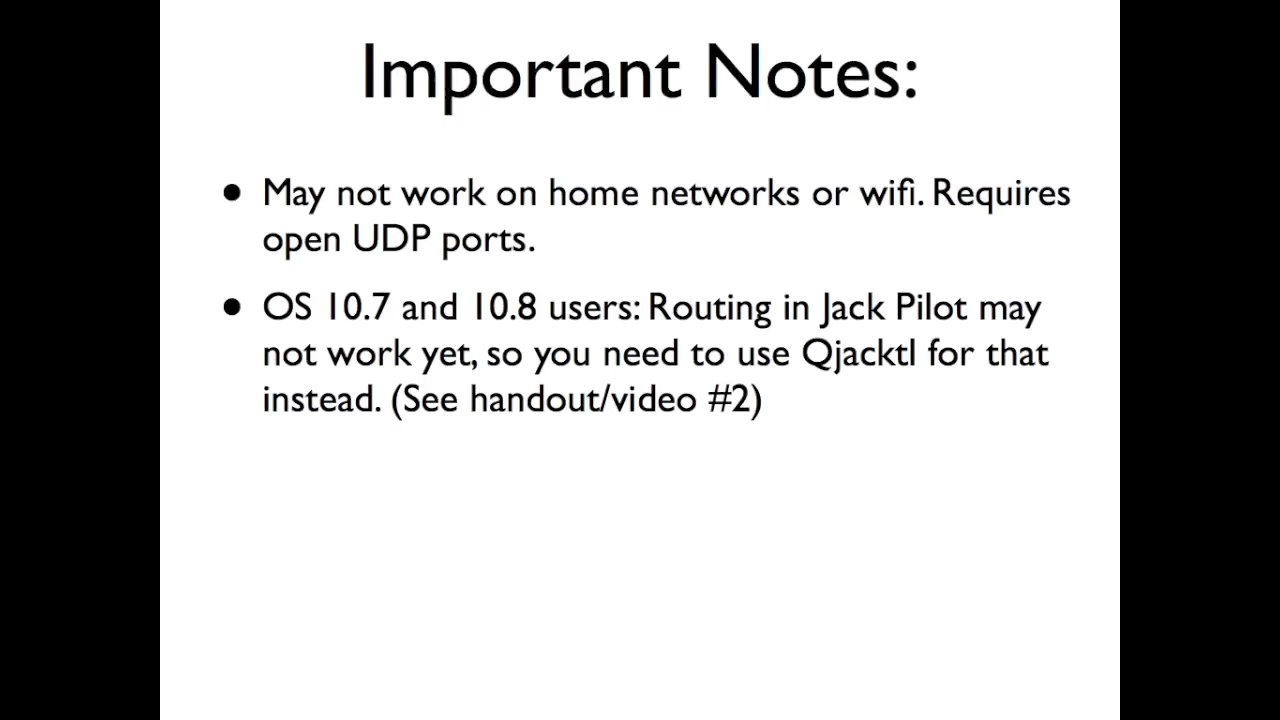 Important Notes:
• May not work on home networks or wifi. Requires
open UDP ports.
• OS 10.7 and 10.8 users: Routing in Jack Pilot may
not work yet, so you need to use Qjacktl for that
instead. (See handout/video #2)